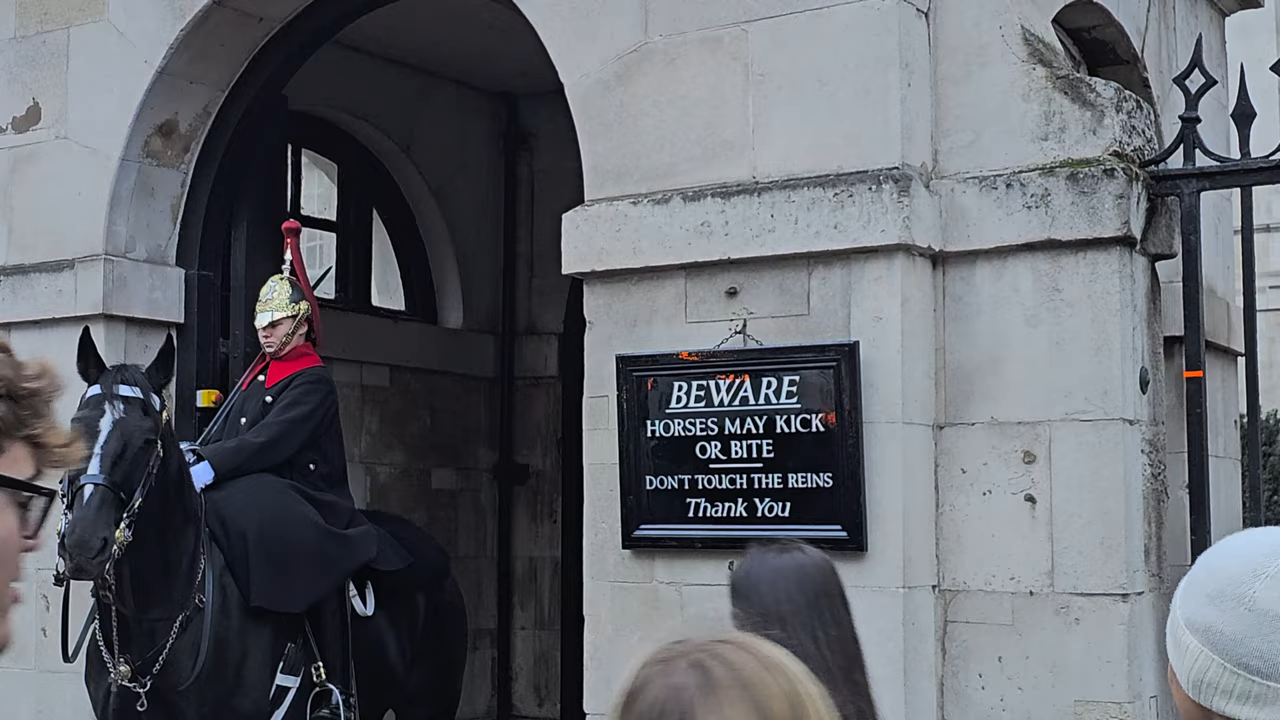 BEWARE
HORSES MAY KICK
OR BITE
DON'T TOUCH THE REINS
Thank You